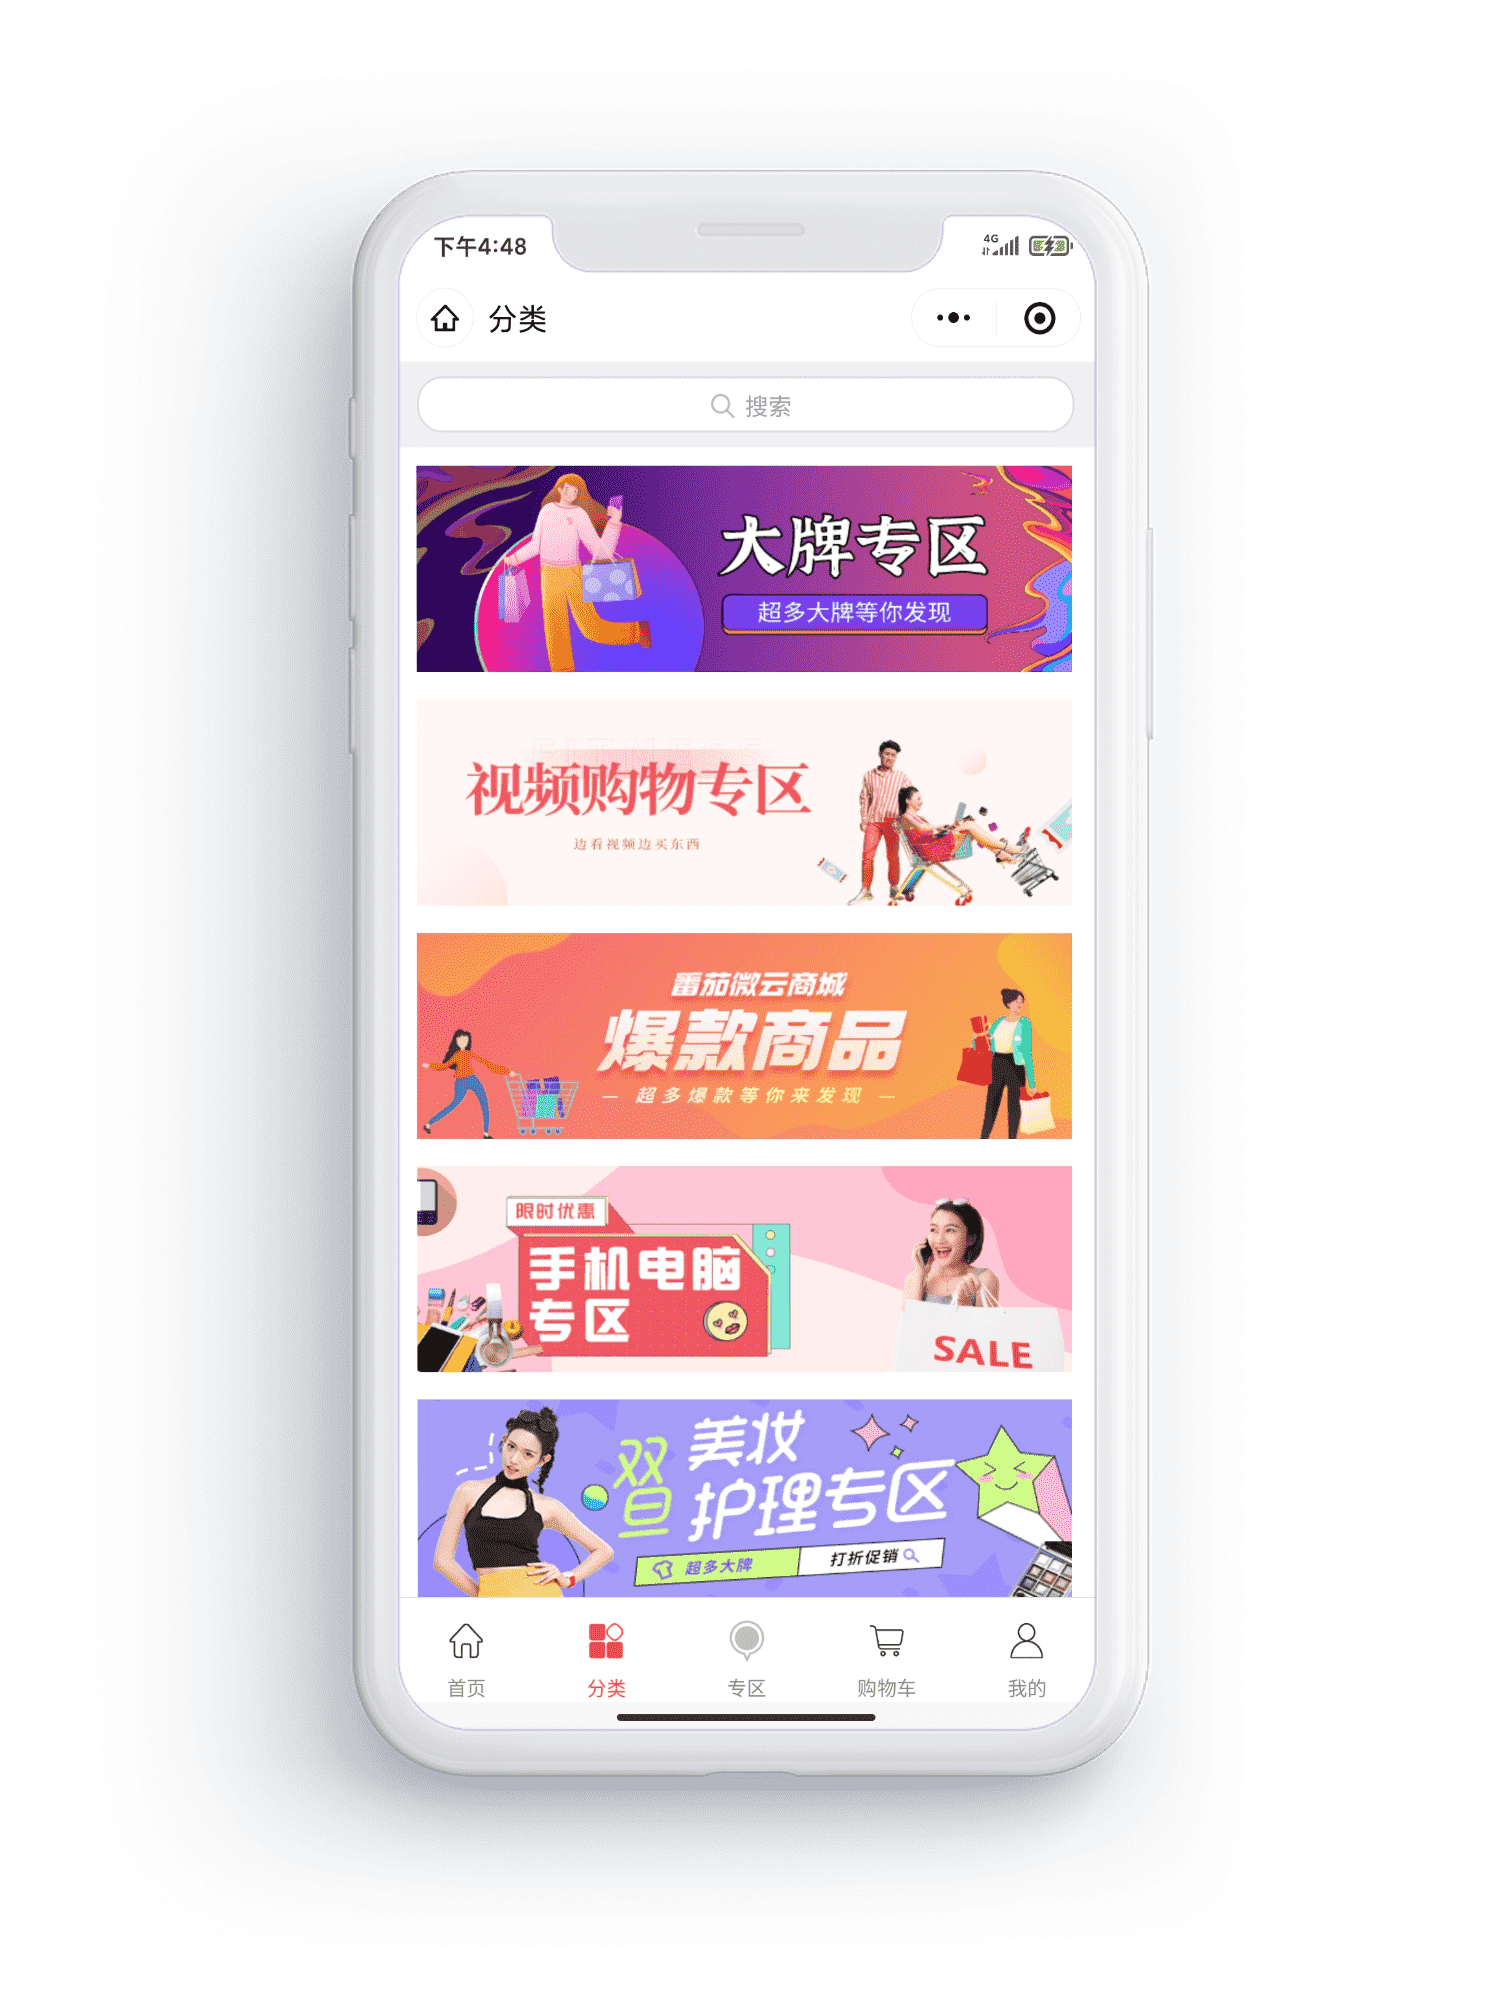 下午4:48
4G
分类
搜索
大牌专区
超多大牌等你发现
FITNESS
视频购物专区
边看视频边买东西
番茄微云商城
爆款商品
— 超多爆款等你来发现 —
限时优惠
手机电脑
专区
SALE
双旦
美妆
护理专区
超多大牌
打折促销
首页
分类
专区
购物车
我的